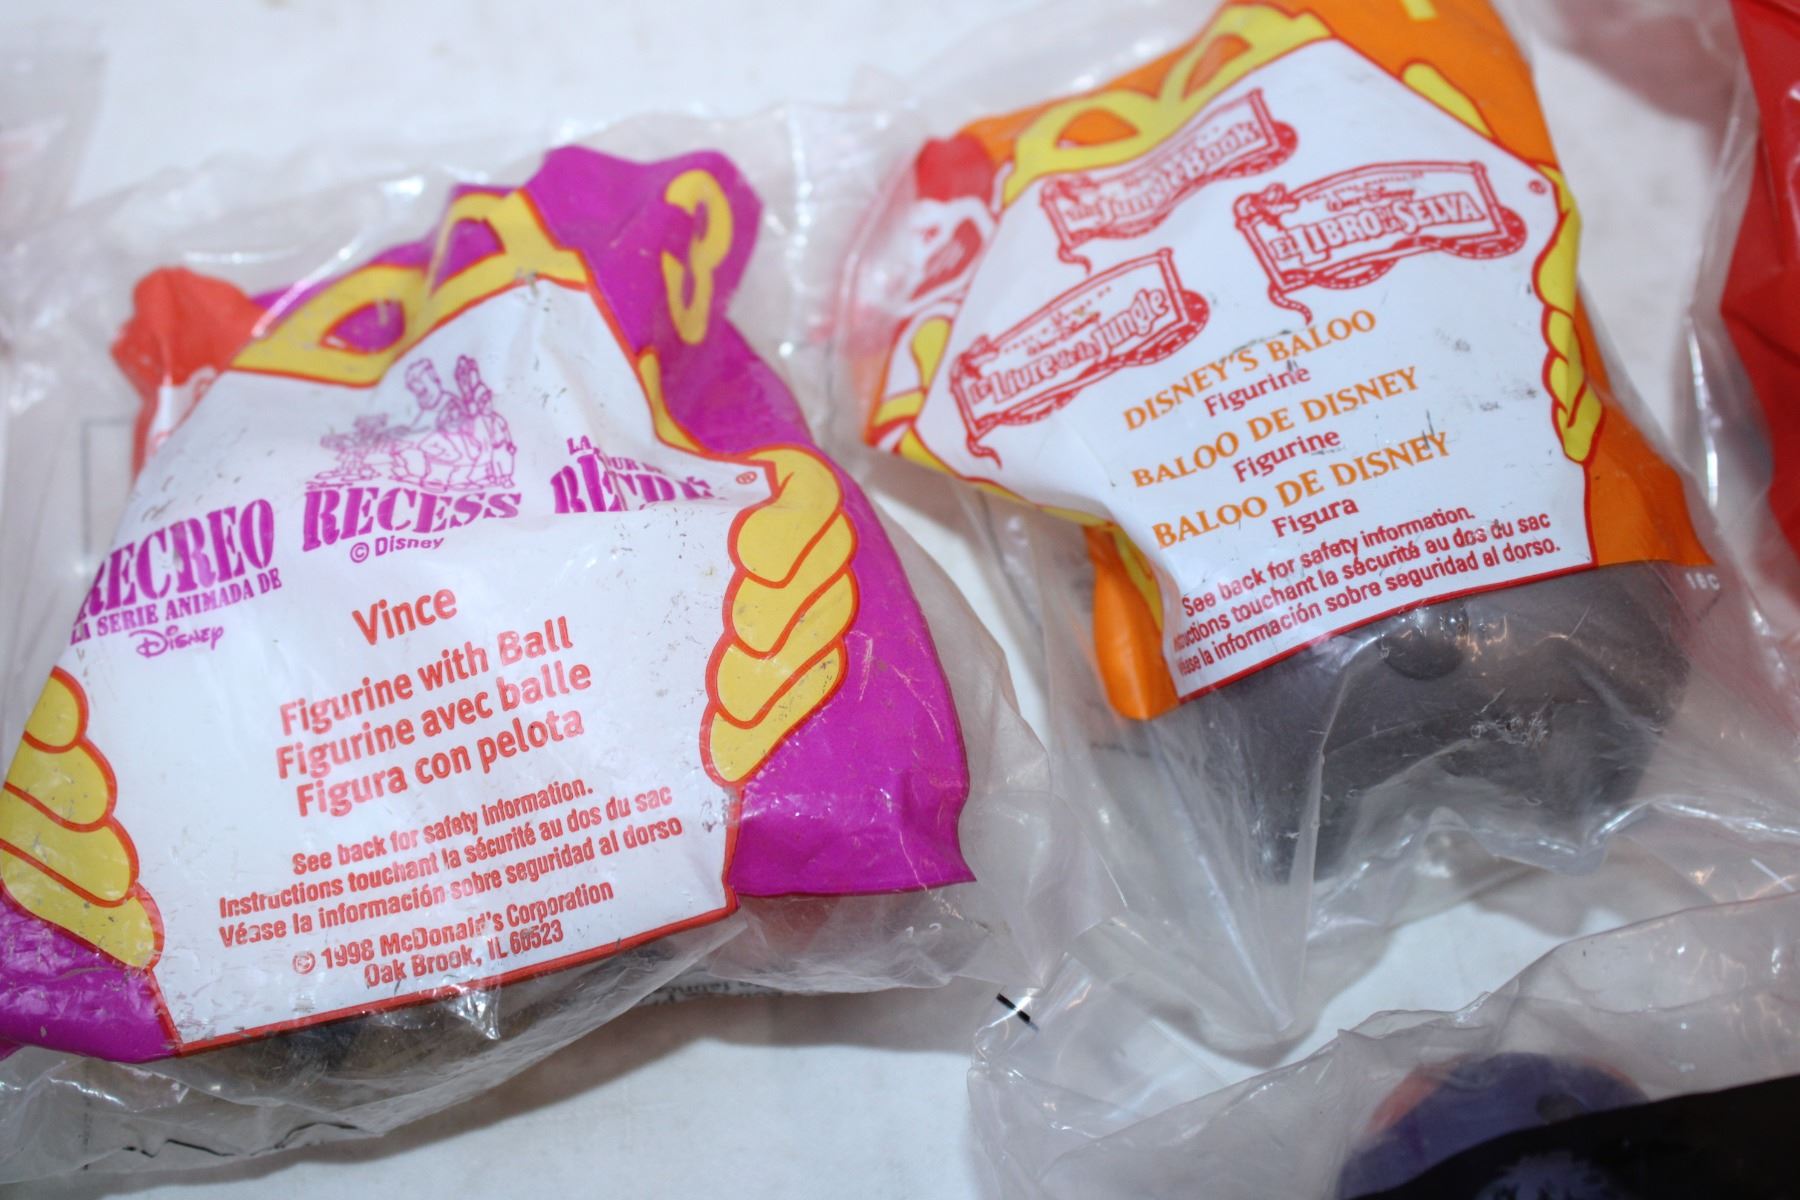 RECREO
LA SERIE ANIMADA DE
Disney
RECESS
© Disney
LA
Vince
Figurine with Ball
Figurine avec balle
Figura con pelota
See back for safety information.
Instructions touchant la sécurité au dos du sac
Véase la información sobre seguridad al dorso
© 1998 McDonald's Corporation
Oak Brook, IL 60523
3
®
The Jungle Book
EL LIBRO DE LA SELVA
Le Livre de la Jungle
®
DISNEY'S BALOO
Figurine
BALOO DE DISNEY
Figurine
BALOO DE DISNEY
Figura
See back for safety information.
touchant la sécurité au dos du sac
la información sobre seguridad al dorso.